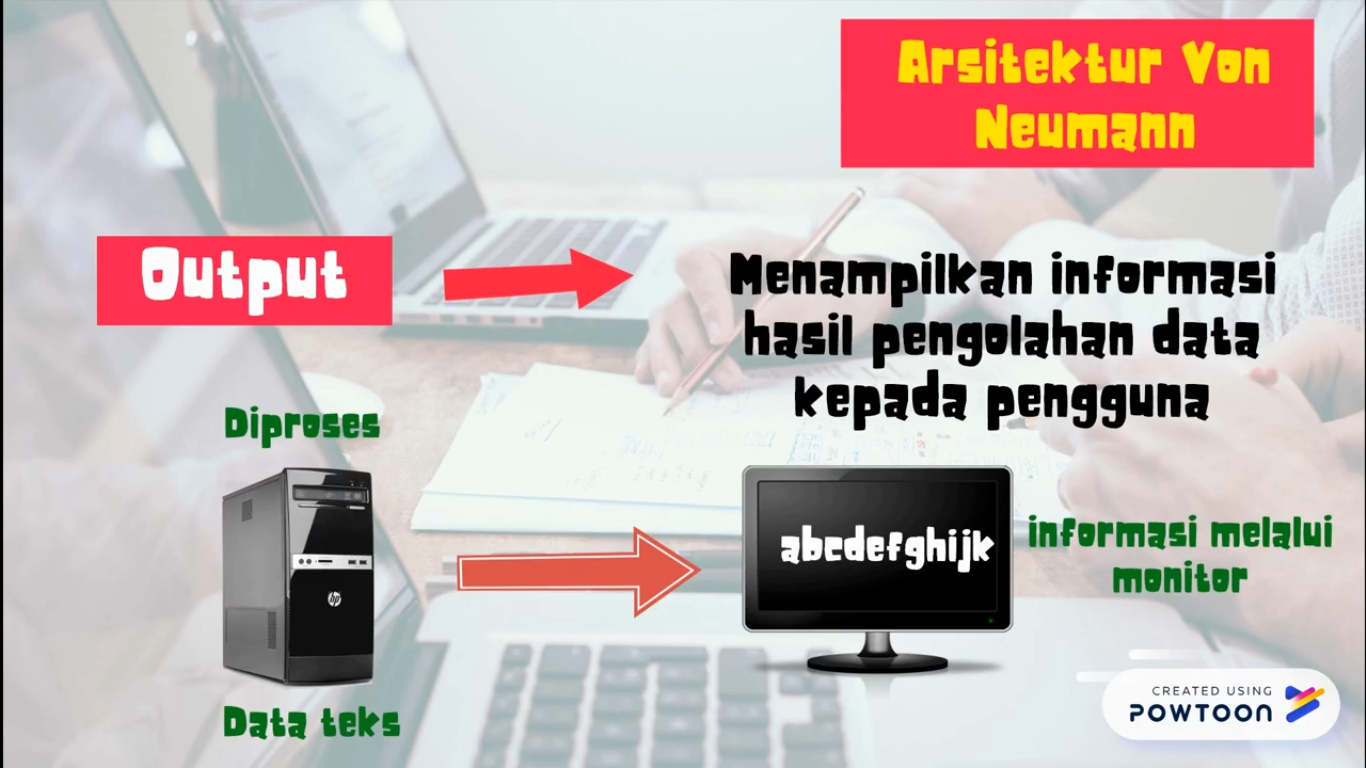 Arsitektur Von
Neumann
Output
Menampilkan informasi
hasil pengolahan data
kepada pengguna
Diproses
hp
abcdefghijk
informasi melalui
monitor
Data teks
CREATED USING
POWTOON